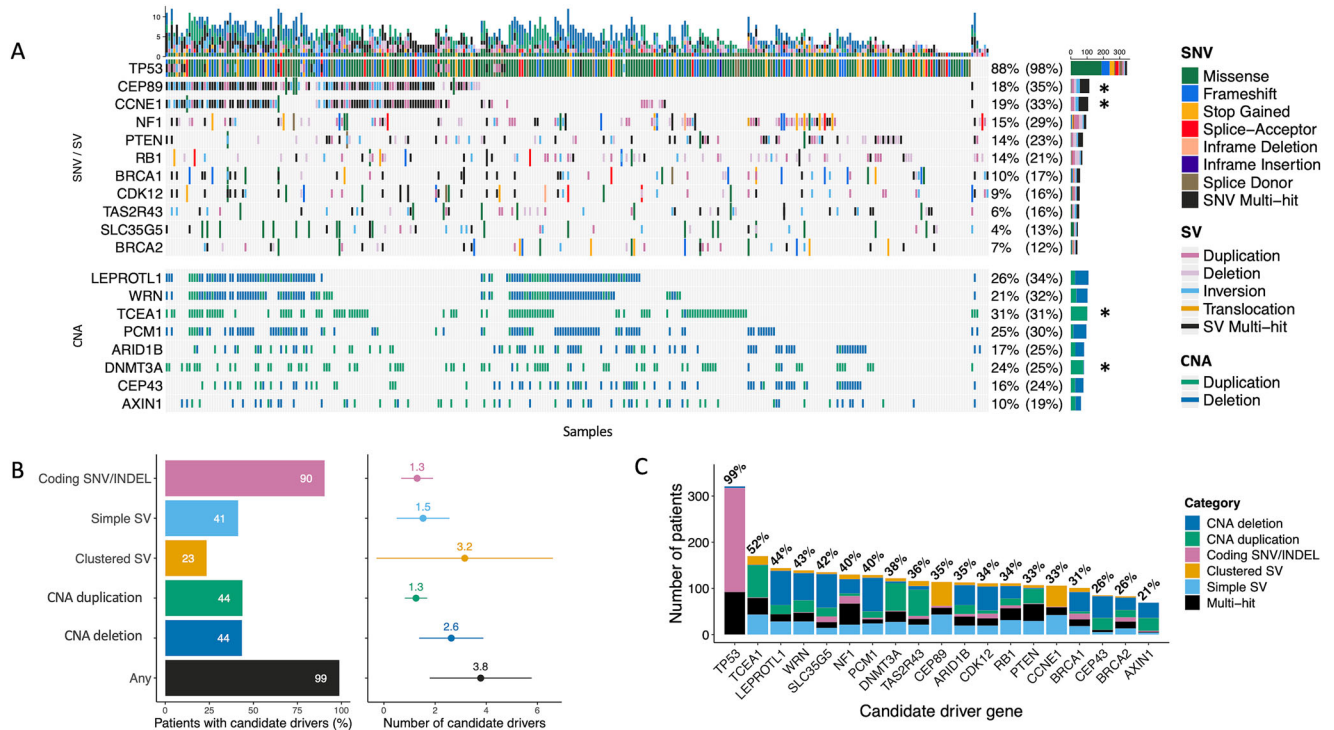 A
10
5
0
TP53 88% (98%)
CEP89 18% (35%) *
CCNE1 19% (33%) *
NF1 15% (29%)
PTEN 14% (23%)
RB1 14% (21%)
BRCA1 10% (17%)
CDK12 9% (16%)
TAS2R43 6% (16%)
SLC35G5 4% (13%)
BRCA2 7% (12%)
SNV / SV
LEPROTL1 26% (34%)
WRN 21% (32%)
TCEA1 31% (31%) *
PCM1 25% (30%)
ARID1B 17% (25%)
DNMT3A 24% (25%) *
CEP43 16% (24%)
AXIN1 10% (19%)
CNA
Samples
0 100 200 300
SNV
Missense
Frameshift
Stop Gained
Splice-Acceptor
Inframe Deletion
Inframe Insertion
Splice Donor
SNV Multi-hit
SV
Duplication
Deletion
Inversion
Translocation
SV Multi-hit
CNA
Duplication
Deletion
B
Coding SNV/INDEL 90 1.3
Simple SV 41 1.5
Clustered SV 23 3.2
CNA duplication 44 1.3
CNA deletion 44 2.6
Any 99 3.8
0 25 50 75 100
Patients with candidate drivers (%)
0 2 4 6
Number of candidate drivers
C
Number of patients
300
200
100
0
99% 52% 44% 43% 42% 40% 40% 38% 36% 35% 35% 34% 34% 33% 33% 31% 26% 26% 21%
TP53 TCEA1 LEPROTL1 WRN SLC35G5 NF1 PCM1 DNMT3A TAS2R43 CEP89 ARID1B CDK12 RB1 PTEN CCNE1 BRCA1 CEP43 BRCA2 AXIN1
Candidate driver gene
Category
CNA deletion
CNA duplication
Coding SNV/INDEL
Clustered SV
Simple SV
Multi-hit